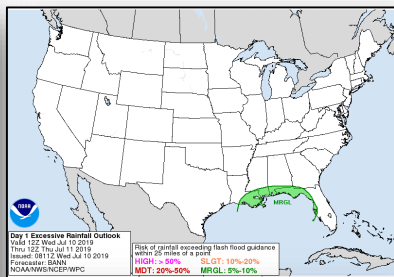 MRGL
NOAA
Day 1 Excessive Rainfall Outlook
Valid 12Z Wed Jul 10 2019
Thru 12Z Thu Jul 11 2019
Issued: 0811Z Wed Jul 10 2019
Forecaster: BANN
NOAA/NWS/NCEP/WPC
Risk of rainfall exceeding flash flood guidance
within 25 miles of a point
HIGH: > 50% SLGT: 10%-20%
MDT: 20%-50% MRGL: 5%-10%